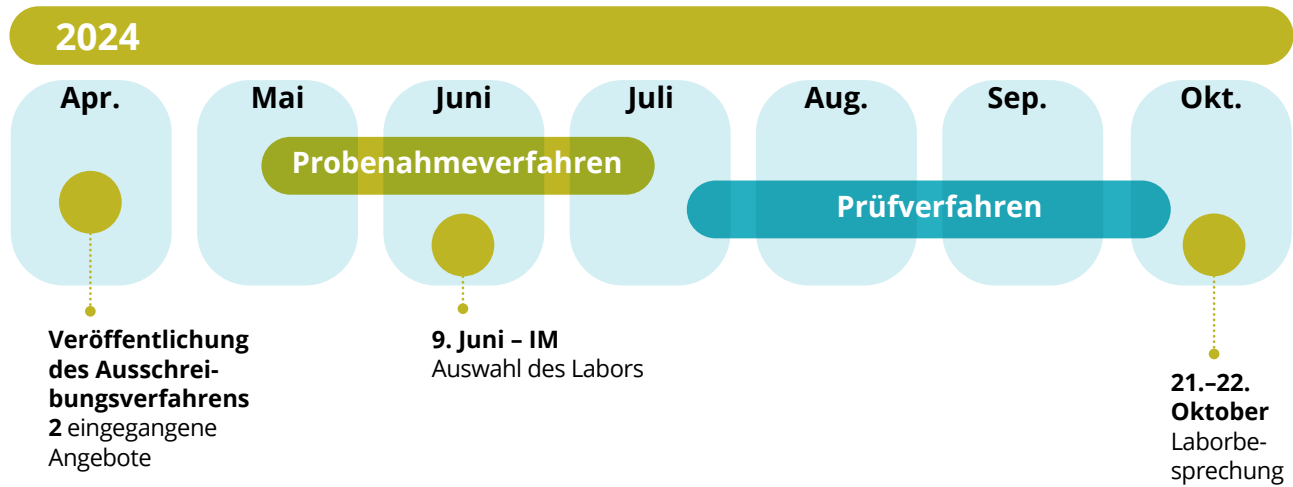 2024
Apr.
Mai
Juni
Juli
Aug.
Sep.
Okt.
Probenahmeverfahren
Prüfverfahren
Veröffentlichung
des Ausschrei-
bungsverfahrens
2 eingegangene
Angebote
9. Juni – IM
Auswahl des Labors
21.–22.
Oktober
Laborbe-
sprechung